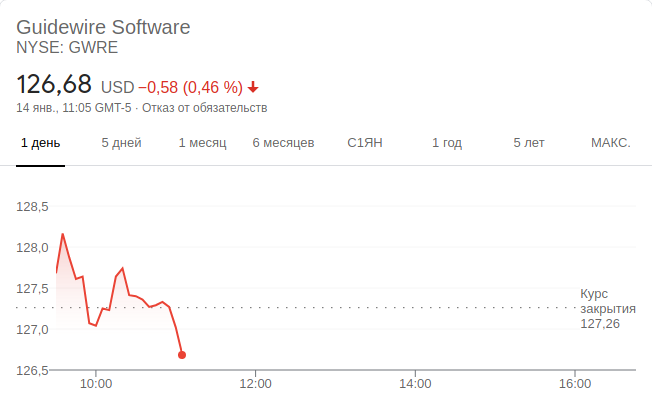 Guidewire Software
NYSE: GWRE
126,68 USD −0,58 (0,46 %)
14 янв., 11:05 GMT-5 · Отказ от обязательств
1 день 5 дней 1 месяц 6 месяцев С1ЯН 1 год 5 лет МАКС.
128,5
128,0
127,5
127,0
126,5
Курс
закрытия
127,26
10:00 12:00 14:00 16:00